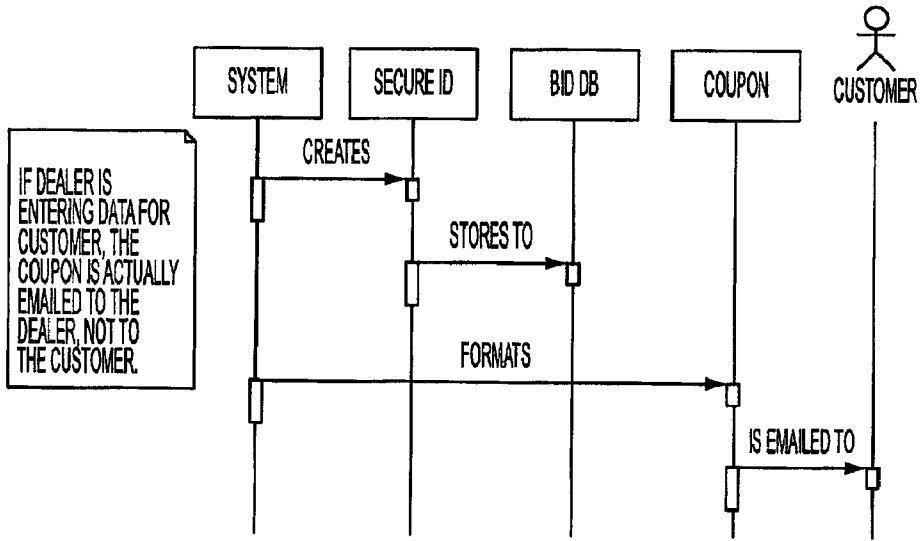 SYSTEM
SECURE ID
BID DB
COUPON
CUSTOMER
CREATES
IF DEALER IS
ENTERING DATA FOR
CUSTOMER, THE
COUPON IS ACTUALLY
EMAILED TO THE
DEALER, NOT TO
THE CUSTOMER.
STORES TO
FORMATS
IS EMAILED TO